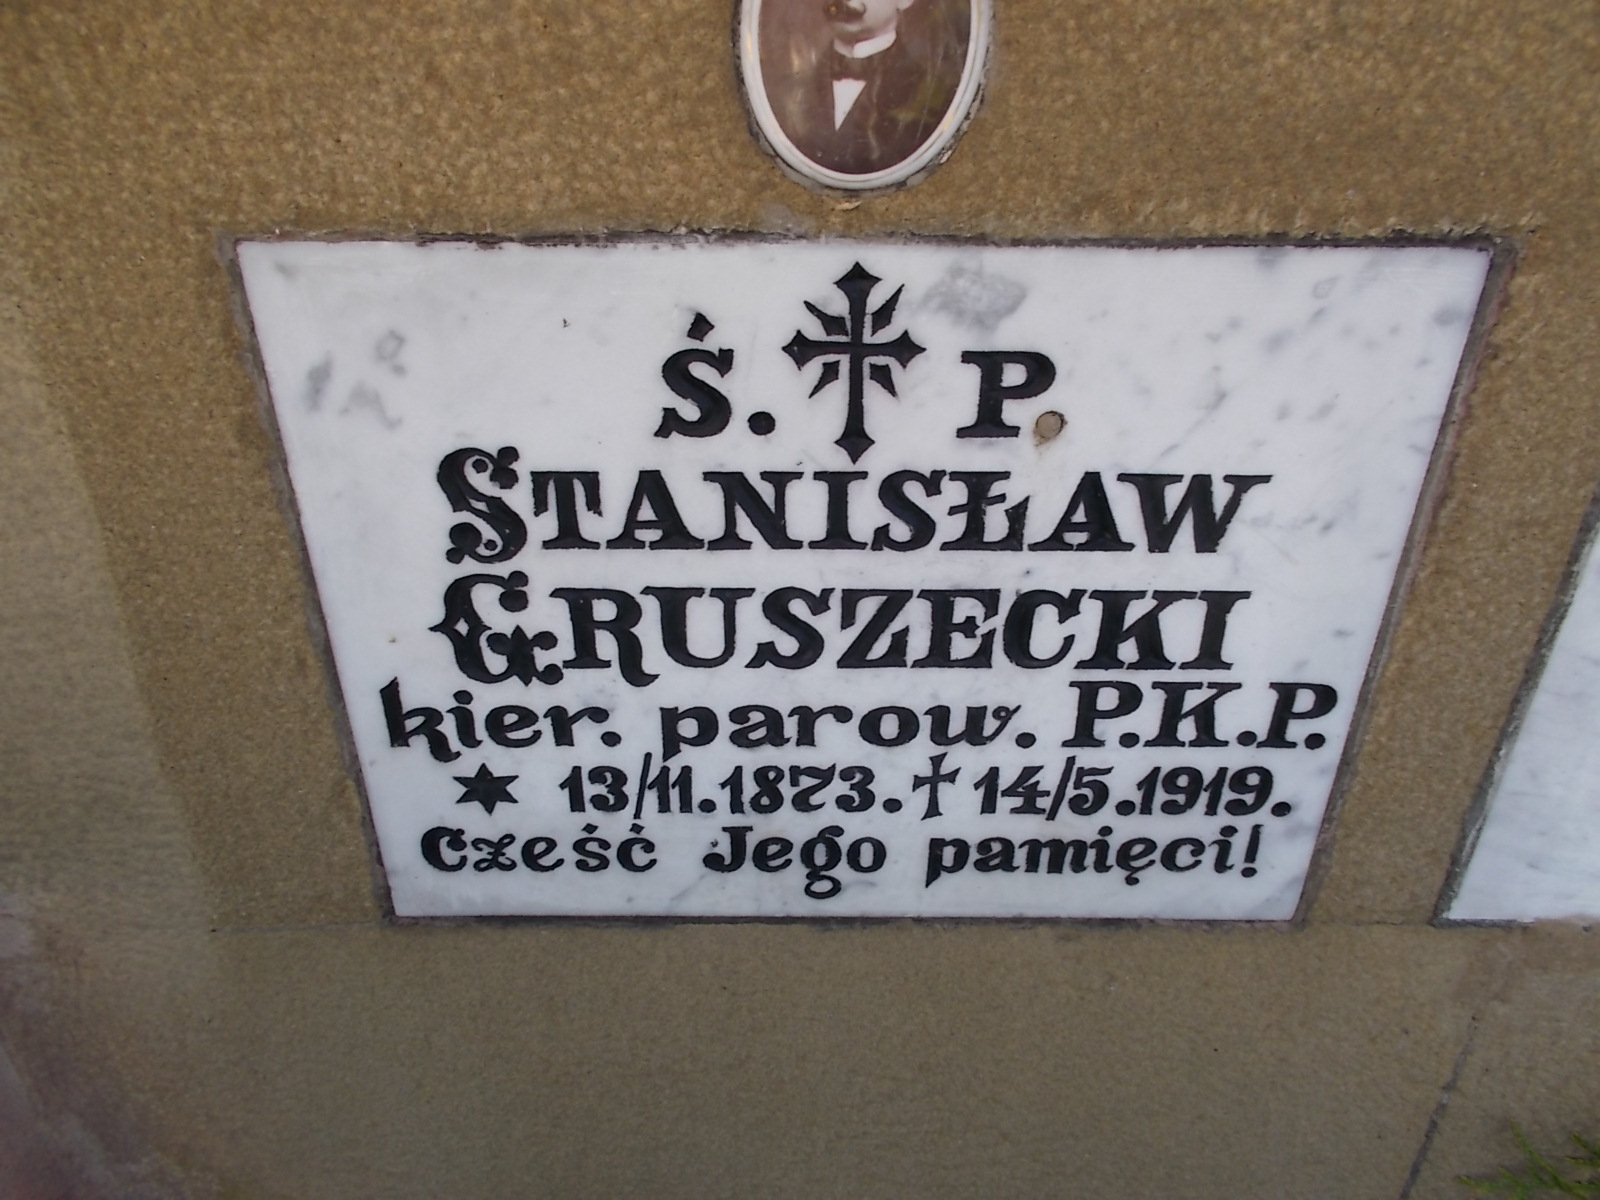 Ś. P.
STANISŁAW
GRUSZECKI
kier. parow. P.K.P.
* 13/11.1873. † 14/5.1919.
Cześć Jego pamięci!